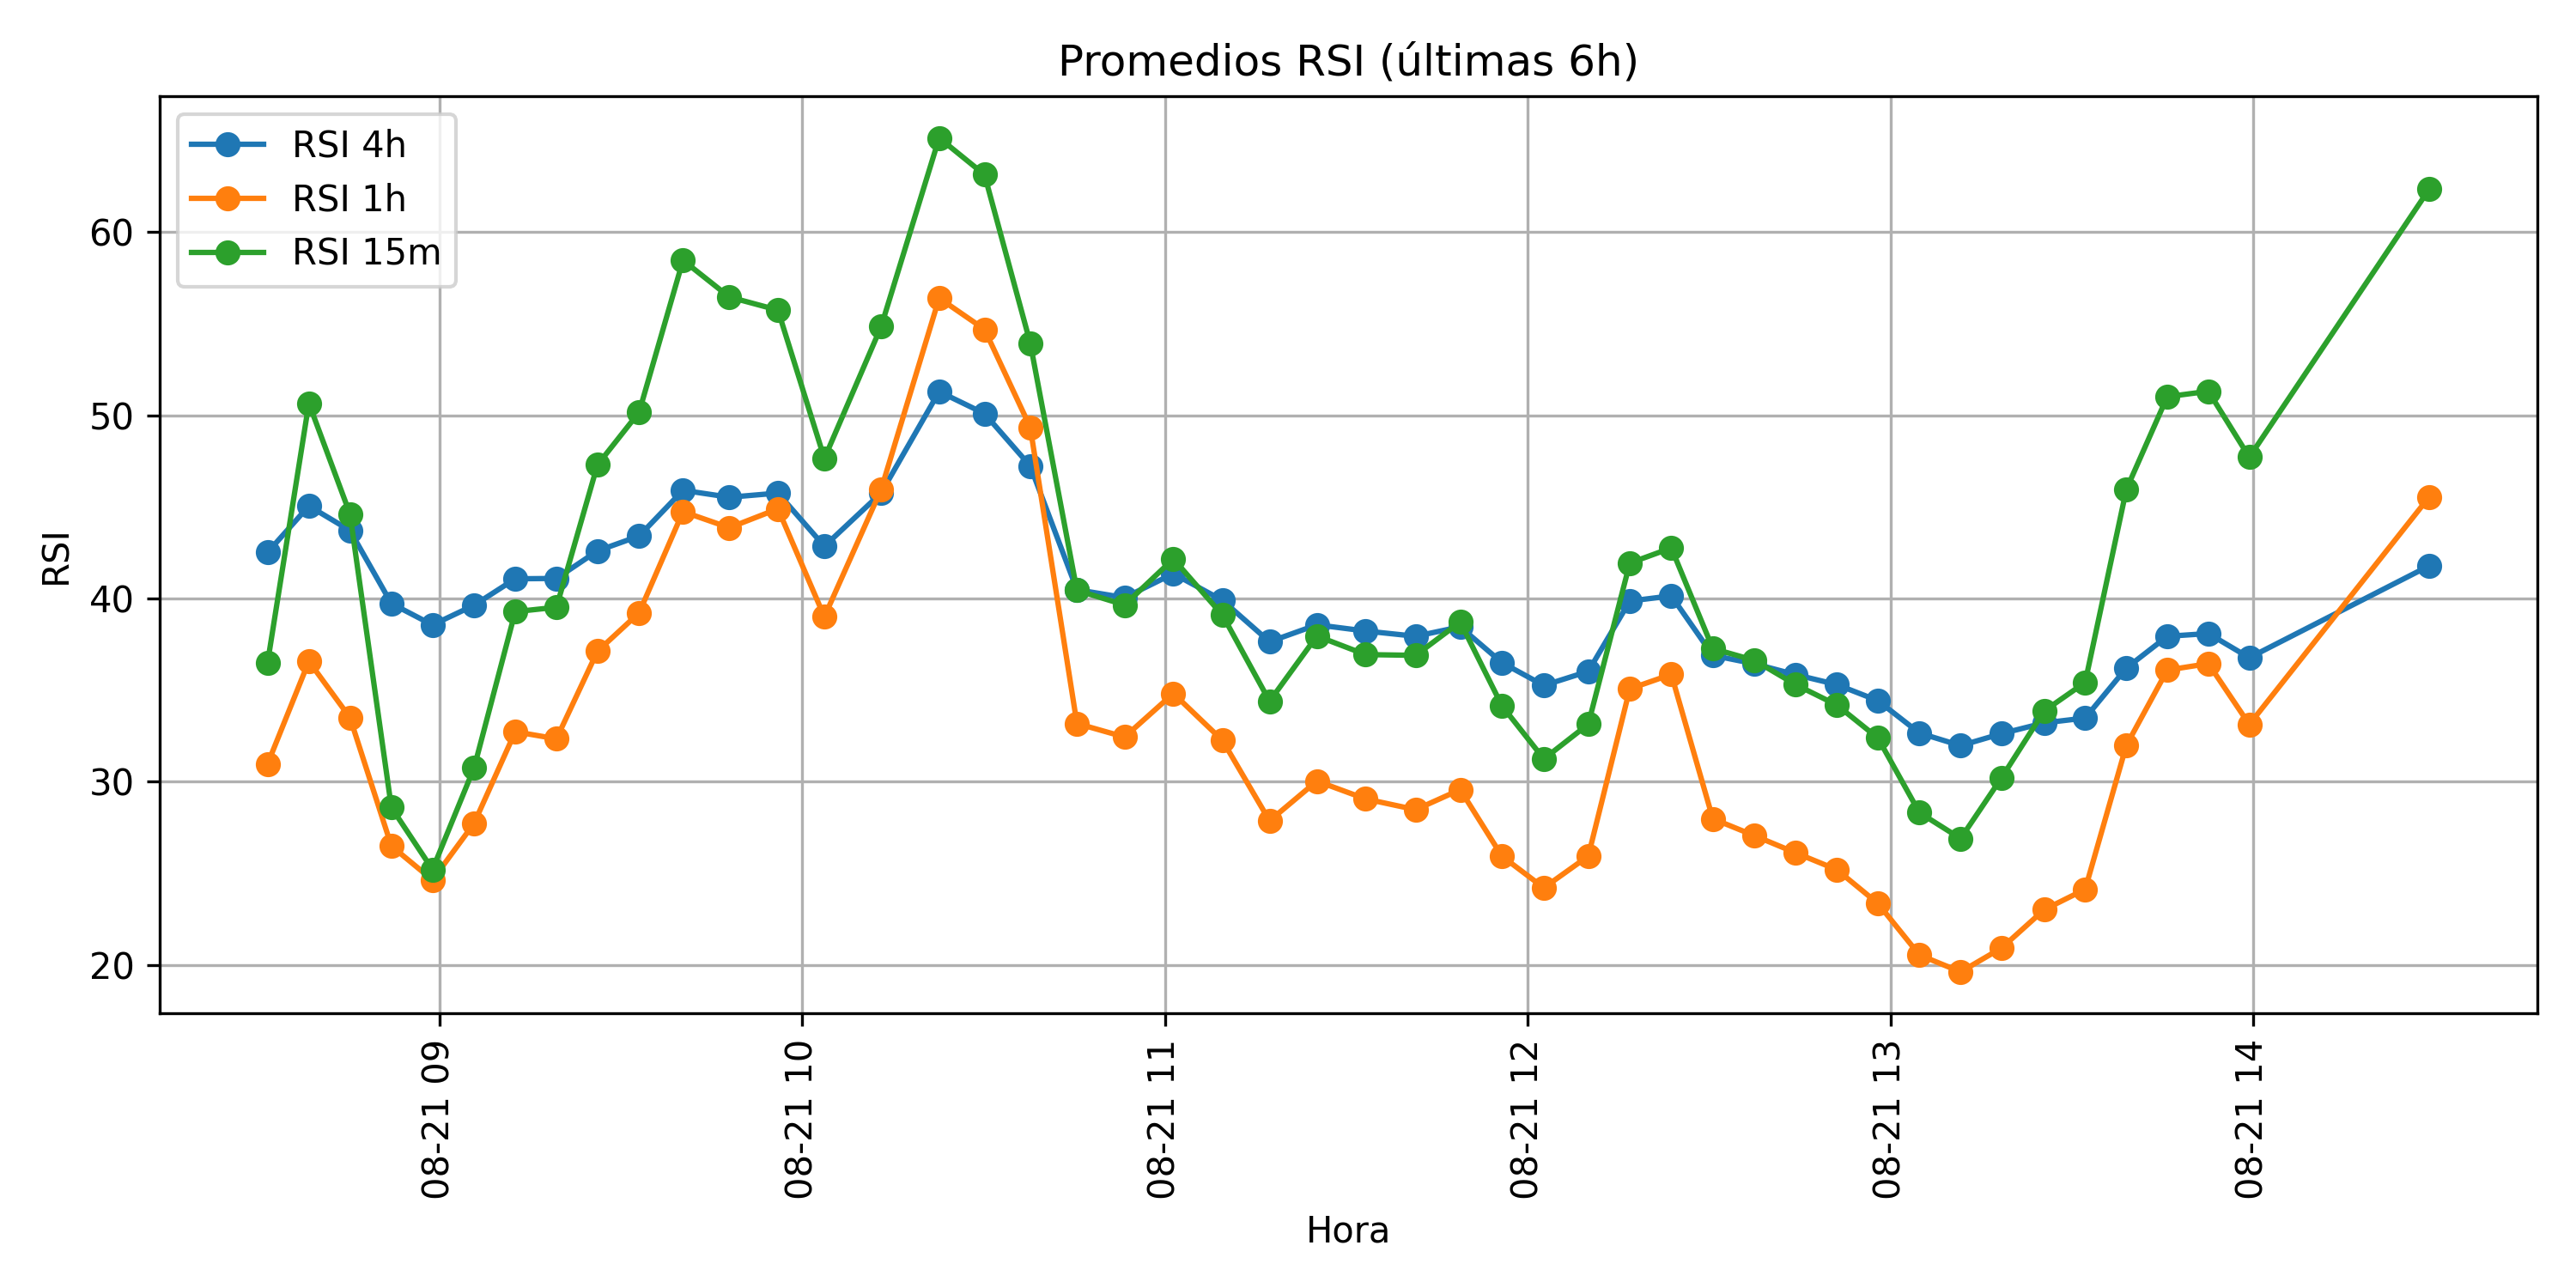 Promedios RSI (últimas 6h)
RSI 4h
RSI 1h
RSI 15m
RSI
60
50
40
30
20
08-21 09
08-21 10
08-21 11
08-21 12
08-21 13
08-21 14
Hora